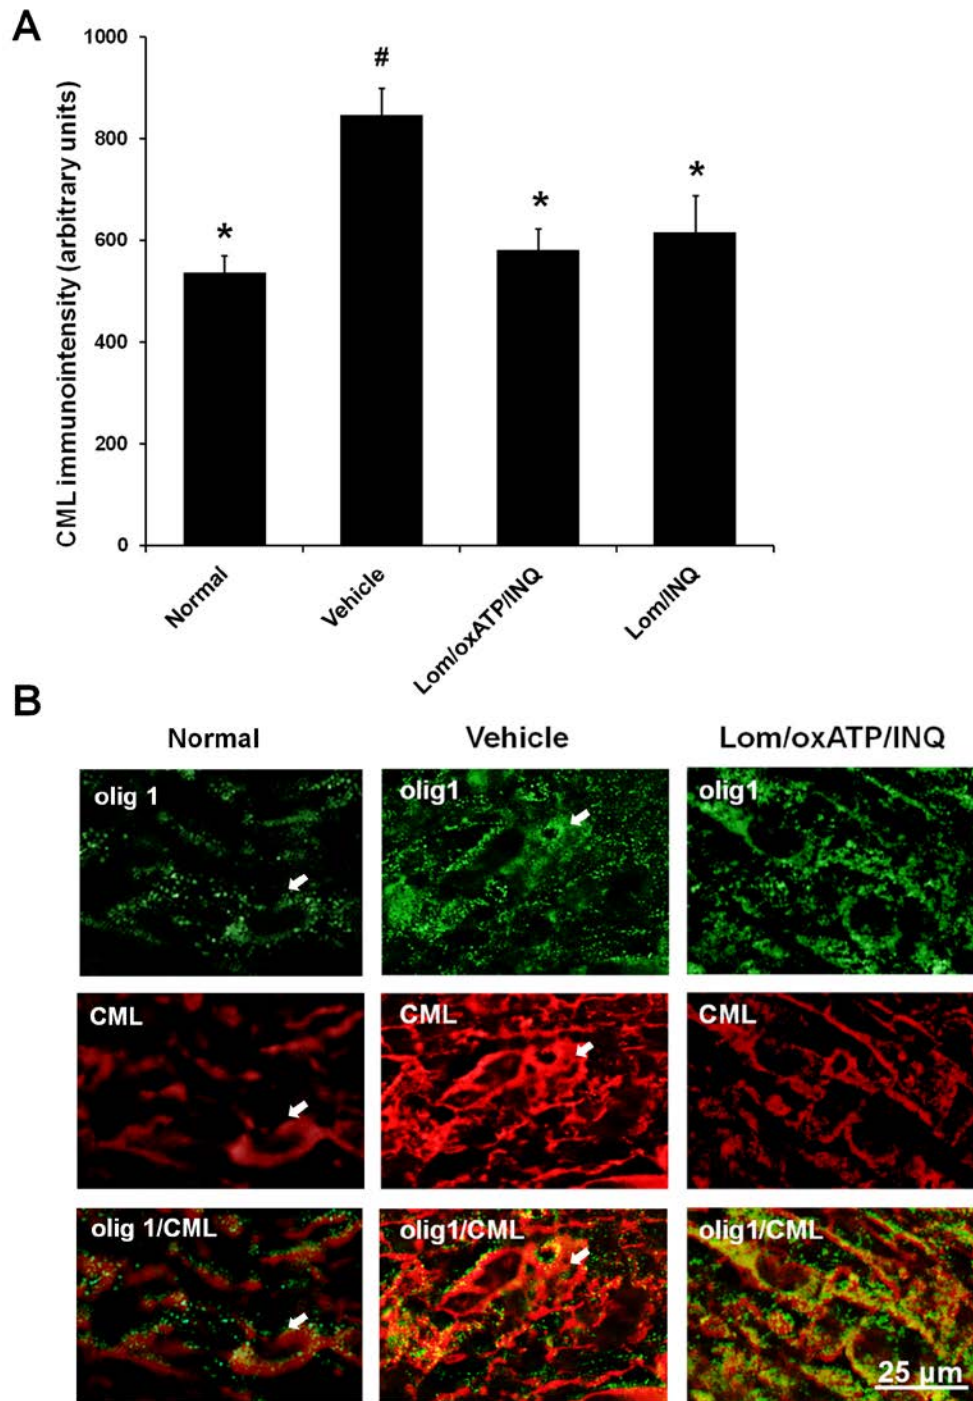 A
CML immunointensity (arbitrary units)
1000
800
600
400
200
0
*
#
*
*
Normal
Vehicle
Lom/oxATP/INQ
Lom/INQ
B
Normal Vehicle Lom/oxATP/INQ
olig 1 olig1 olig1
CML CML CML
olig 1/CML olig1/CML olig1/CML
25 µm